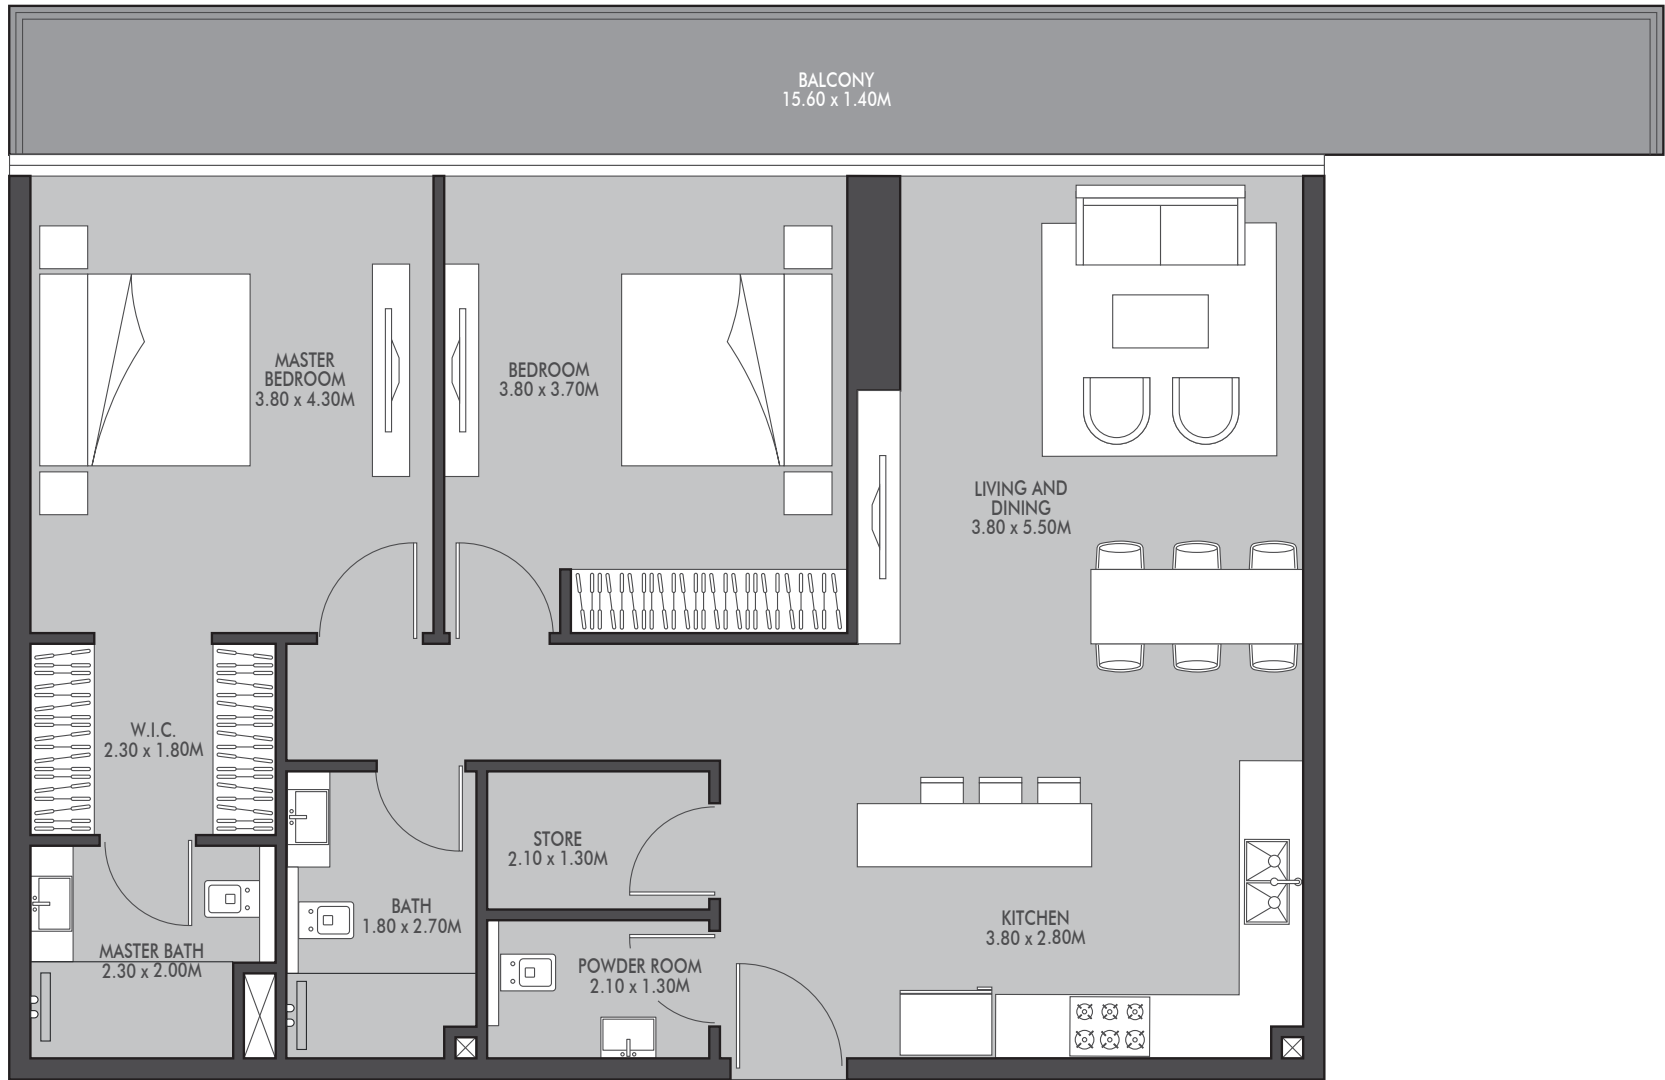 BALCONY
15.60 x 1.40M
MASTER
BEDROOM
3.80 x 4.30M
BEDROOM
3.80 x 3.70M
LIVING AND
DINING
3.80 x 5.50M
W.I.C.
2.30 x 1.80M
STORE
2.10 x 1.30M
BATH
1.80 x 2.70M
KITCHEN
3.80 x 2.80M
MASTER BATH
2.30 x 2.00M
POWDER ROOM
2.10 x 1.30M